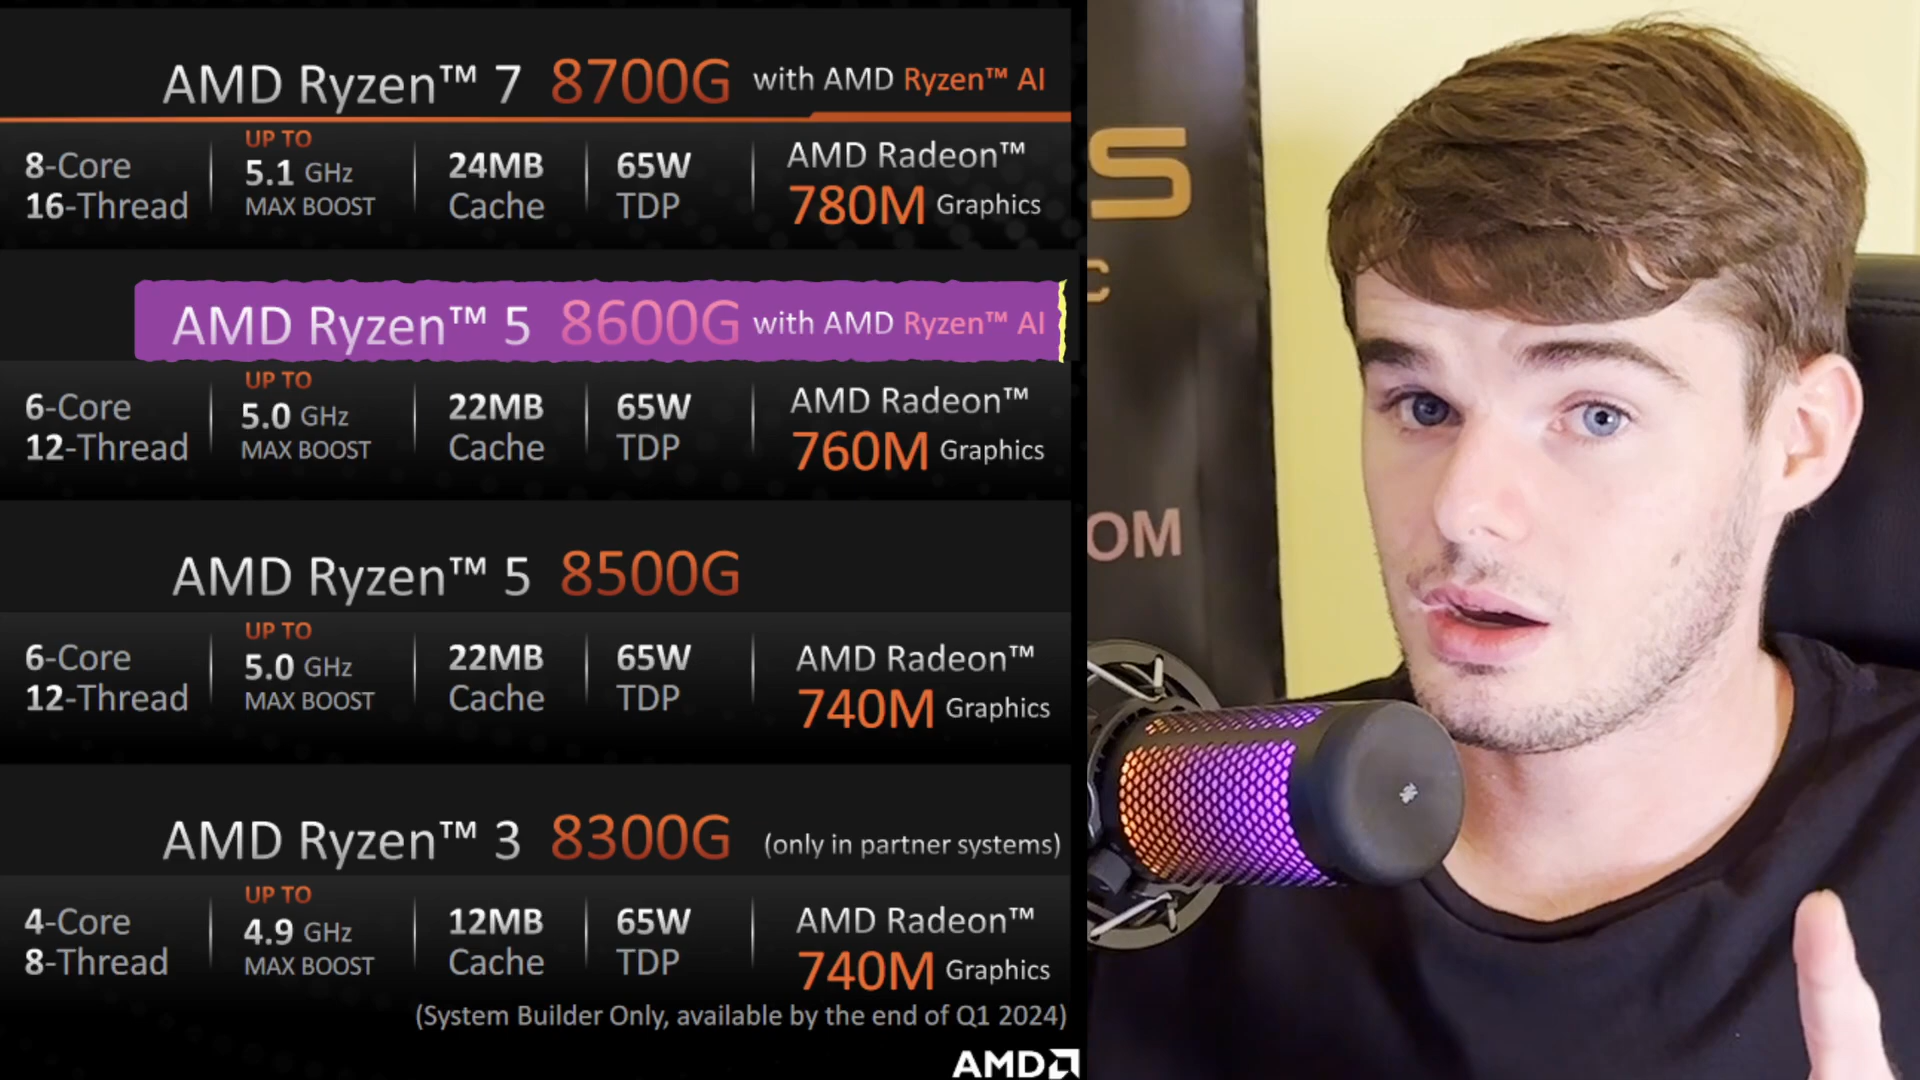 AMD Ryzen™ 7 8700G with AMD Ryzen™ AI
8-Core
16-Thread
UP TO
5.1 GHz
MAX BOOST
24MB
Cache
65W
TDP
AMD Radeon™
780M Graphics
AMD Ryzen™ 5 8600G with AMD Ryzen™ AI
6-Core
12-Thread
UP TO
5.0 GHz
MAX BOOST
22MB
Cache
65W
TDP
AMD Radeon™
760M Graphics
AMD Ryzen™ 5 8500G
6-Core
12-Thread
UP TO
5.0 GHz
MAX BOOST
22MB
Cache
65W
TDP
AMD Radeon™
740M Graphics
AMD Ryzen™ 3 8300G (only in partner systems)
4-Core
8-Thread
UP TO
4.9 GHz
MAX BOOST
12MB
Cache
65W
TDP
AMD Radeon™
740M Graphics
(System Builder Only, available by the end of Q1 2024)
AMD
S
C
OM